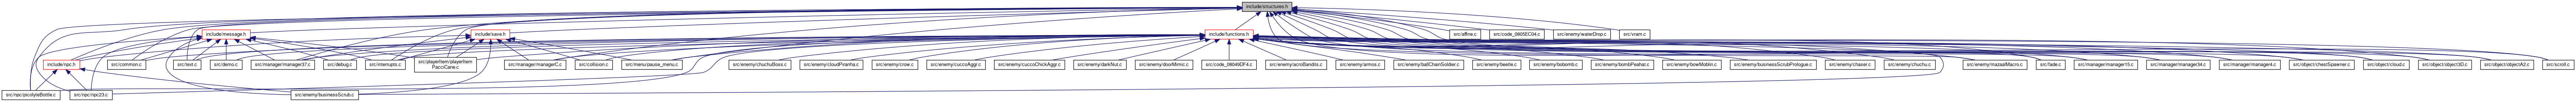 include/structures.h
include/message.h
include/save.h
include/functions.h
src/affine.c
src/code_0805EC04.c
src/enemy/waterDrop.c
src/vram.c
include/npc.h
src/common.c
src/text.c
src/demo.c
src/manager/manager37.c
src/debug.c
src/interrupts.c
src/playerItem/playerItem
PacciCane.c
src/manager/managerC.c
src/collision.c
src/menu/pause_menu.c
src/enemy/chuchuBoss.c
src/enemy/cloudPiranha.c
src/enemy/crow.c
src/enemy/cuccoAggr.c
src/enemy/cuccoChickAggr.c
src/enemy/darkNut.c
src/enemy/doorMimic.c
src/code_08049DF4.c
src/enemy/acroBandits.c
src/enemy/armos.c
src/enemy/ballChainSoldier.c
src/enemy/beetle.c
src/enemy/bobomb.c
src/enemy/bombPeahat.c
src/enemy/bowMoblin.c
src/enemy/businessScrubPrologue.c
src/enemy/chaser.c
src/enemy/chuchu.c
src/enemy/mazaalMacro.c
src/fade.c
src/manager/manager15.c
src/manager/manager34.c
src/manager/manager4.c
src/object/chestSpawner.c
src/object/cloud.c
src/object/object3D.c
src/object/objectA2.c
src/scroll.c
src/npc/picolyteBottle.c
src/npc/npc23.c
src/enemy/businessScrub.c